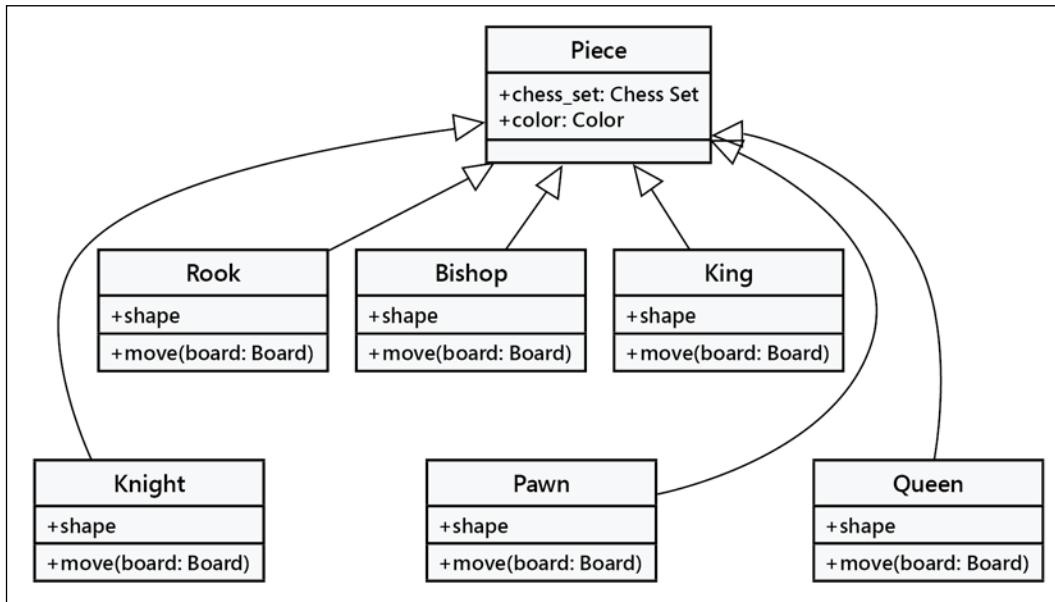 Piece
+chess_set: Chess Set
+color: Color
Rook
+shape
+move(board: Board)
Bishop
+shape
+move(board: Board)
King
+shape
+move(board: Board)
Knight
+shape
+move(board: Board)
Pawn
+shape
+move(board: Board)
Queen
+shape
+move(board: Board)